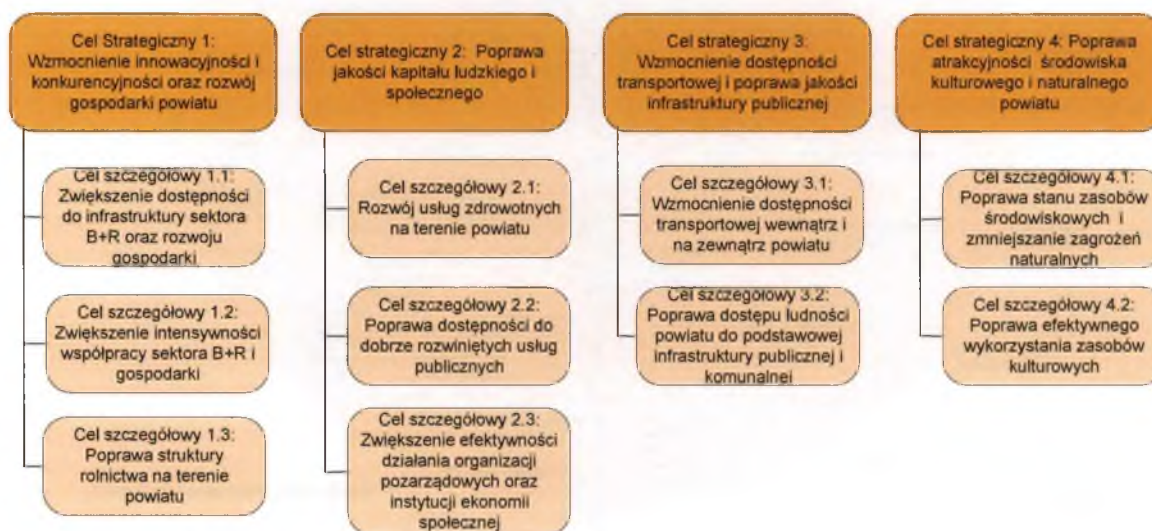 Cel Strategiczny 1:
Wzmocnienie innowacyjności i
konkurencyjności oraz rozwój
gospodarki powiatu
Cel szczegółowy 1.1:
Zwiększenie dostępności
do infrastruktury sektora
B+R oraz rozwoju
gospodarki
Cel szczegółowy 1.2:
Zwiększenie intensywności
współpracy sektora B+R i
gospodarki
Cel szczegółowy 1.3:
Poprawa struktury
rolnictwa na terenie
powiatu
Cel strategiczny 2: Poprawa
jakości kapitału ludzkiego i
społecznego
Cel szczegółowy 2.1:
Rozwój usług zdrowotnych
na terenie powiatu
Cel szczegółowy 2.2:
Poprawa dostępności do
dobrze rozwiniętych usług
publicznych
Cel szczegółowy 2.3:
Zwiększenie efektywności
działania organizacji
pozarządowych oraz
instytucji ekonomii
społecznej
Cel strategiczny 3:
Wzmocnienie dostępności
transportowej i poprawa jakości
infrastruktury publicznej
Cel szczegółowy 3.1:
Wzmocnienie dostępności
transportowej wewnątrz i
na zewnątrz powiatu
Cel szczegółowy 3.2:
Poprawa dostępu ludności
powiatu do podstawowej
infrastruktury publicznej i
komunalnej
Cel strategiczny 4: Poprawa
atrakcyjności środowiska
kulturowego i naturalnego
powiatu
Cel szczegółowy 4.1:
Poprawa stanu zasobów
środowiskowych i
zmniejszanie zagrożeń
naturalnych
Cel szczegółowy 4.2:
Poprawa efektywnego
wykorzystania zasobów
kulturowych